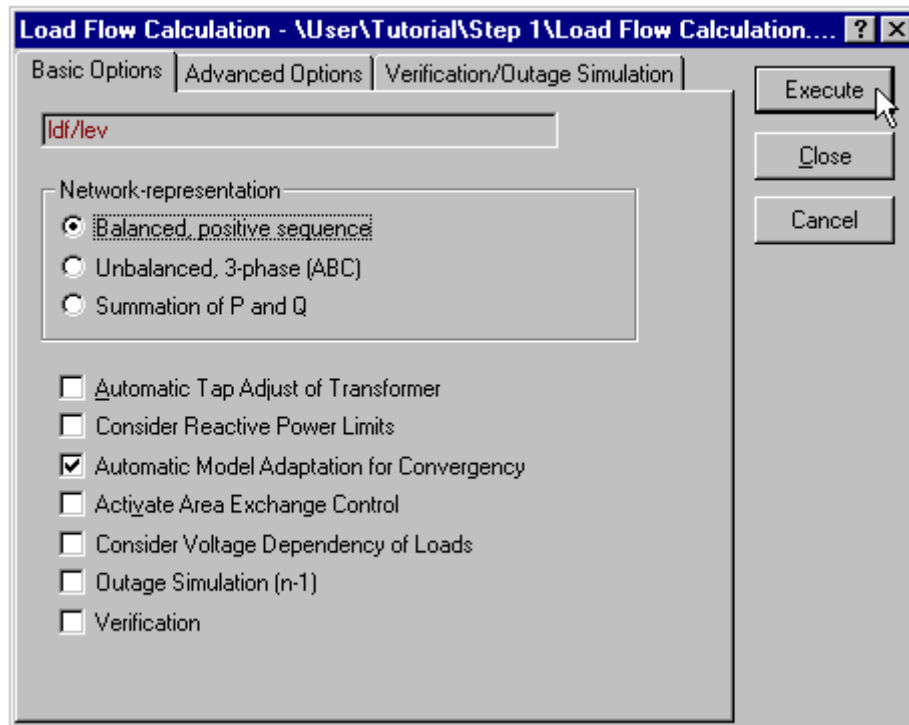 Load Flow Calculation - \User\Tutorial\Step 1\Load Flow Calculation....
Basic Options
Advanced Options
Verification/Outage Simulation
Execute
Close
Cancel
ldf/lev
Network-representation
Balanced, positive sequence
Unbalanced, 3-phase (ABC)
Summation of P and Q
Automatic Tap Adjust of Transformer
Consider Reactive Power Limits
Automatic Model Adaptation for Convergency
Activate Area Exchange Control
Consider Voltage Dependency of Loads
Outage Simulation (n-1)
Verification